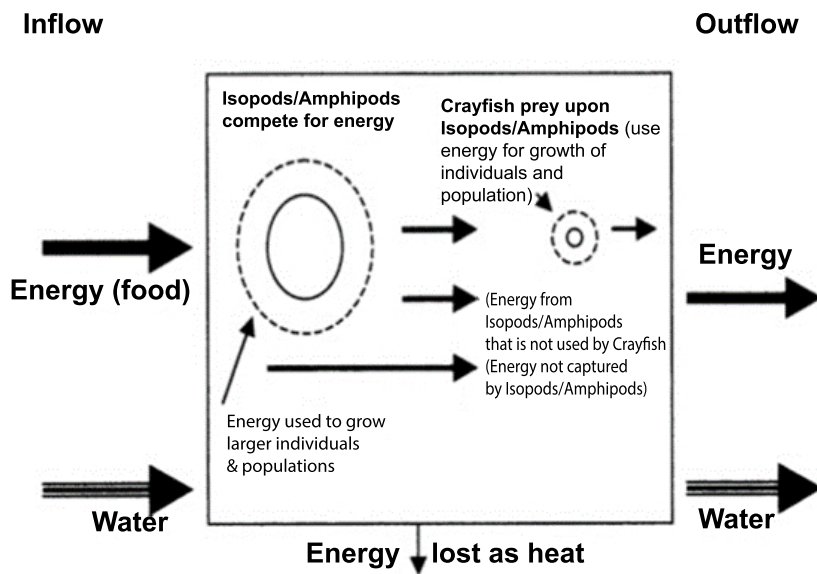 Inflow
Outflow
Isopods/Amphipods
compete for energy
Crayfish prey upon
Isopods/Amphipods (use
energy for growth of
individuals and
population)
Energy (food)
Energy
(Energy from
Isopods/Amphipods
that is not used by Crayfish
(Energy not captured
by Isopods/Amphipods)
Energy used to grow
larger individuals
& populations
Water
Water
Energy lost as heat